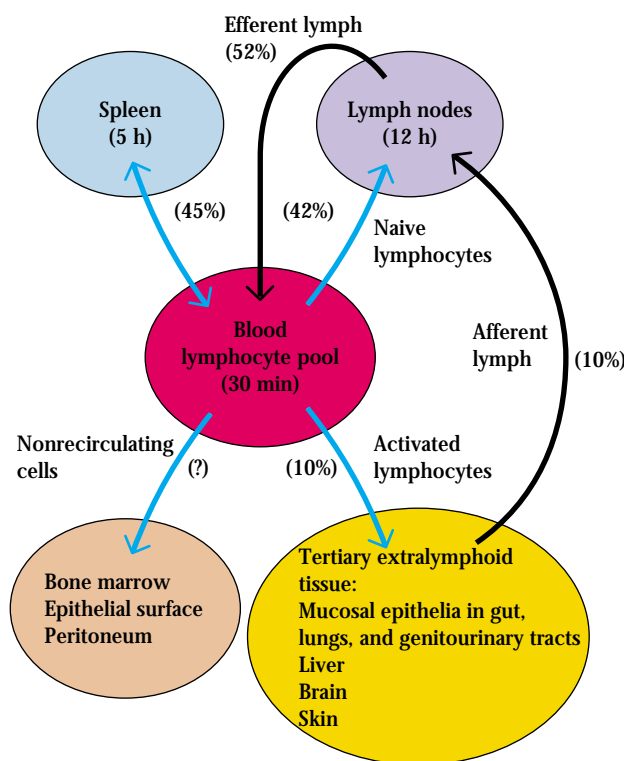 Efferent lymph
(52%)
Spleen
(5 h)
Lymph nodes
(12 h)
(45%)
(42%)
Naive
lymphocytes
Blood
lymphocyte pool
(30 min)
Afferent
lymph
(10%)
Nonrecirculating
cells
(?)
(10%)
Activated
lymphocytes
Bone marrow
Epithelial surface
Peritoneum
Tertiary extralymphoid
tissue:
Mucosal epithelia in gut,
lungs, and genitourinary tracts
Liver
Brain
Skin